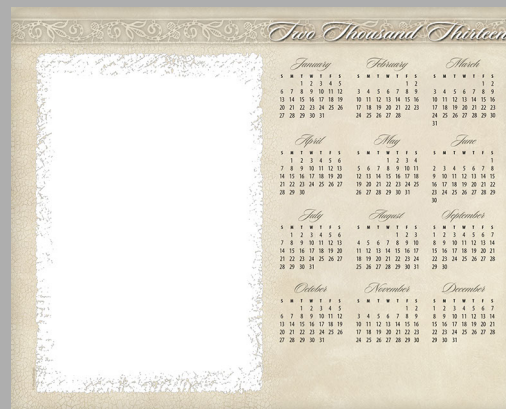 Two Thousand Thirteen
January
S M T W T F S
1 2 3 4 5
6 7 8 9 10 11 12
13 14 15 16 17 18 19
20 21 22 23 24 25 26
27 28 29 30 31
February
S M T W T F S
1 2
3 4 5 6 7 8 9
10 11 12 13 14 15 16
17 18 19 20 21 22 23
24 25 26 27 28
March
S M T W T F S
1 2
3 4 5 6 7 8 9
10 11 12 13 14 15 16
17 18 19 20 21 22 23
24 25 26 27 28 29 30
31
April
S M T W T F S
1 2 3 4 5 6
7 8 9 10 11 12 13
14 15 16 17 18 19 20
21 22 23 24 25 26 27
28 29 30
May
S M T W T F S
1 2 3 4
5 6 7 8 9 10 11
12 13 14 15 16 17 18
19 20 21 22 23 24 25
26 27 28 29 30 31
June
S M T W T F S
1
2 3 4 5 6 7 8
9 10 11 12 13 14 15
16 17 18 19 20 21 22
23 24 25 26 27 28 29
30
July
S M T W T F S
1 2 3 4 5 6
7 8 9 10 11 12 13
14 15 16 17 18 19 20
21 22 23 24 25 26 27
28 29 30 31
August
S M T W T F S
1 2 3
4 5 6 7 8 9 10
11 12 13 14 15 16 17
18 19 20 21 22 23 24
25 26 27 28 29 30 31
September
S M T W T F S
1 2 3 4 5 6 7
8 9 10 11 12 13 14
15 16 17 18 19 20 21
22 23 24 25 26 27 28
29 30
October
S M T W T F S
1 2 3 4 5
6 7 8 9 10 11 12
13 14 15 16 17 18 19
20 21 22 23 24 25 26
27 28 29 30 31
November
S M T W T F S
1 2
3 4 5 6 7 8 9
10 11 12 13 14 15 16
17 18 19 20 21 22 23
24 25 26 27 28 29 30
December
S M T W T F S
1 2 3 4 5 6 7
8 9 10 11 12 13 14
15 16 17 18 19 20 21
22 23 24 25 26 27 28
29 30 31